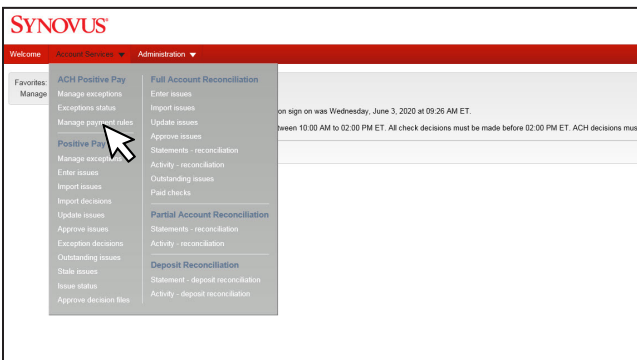 SYNOVUS®
Welcome Account Services Administration
Favorites:
Manage
ACH Positive Pay
Manage exceptions
Exceptions status
Manage payment rules
Positive Pay
Manage exceptions
Enter issues
Import issues
Import decisions
Update issues
Approve issues
Exception decisions
Outstanding issues
Stale issues
Issue status
Approve decision files
Full Account Reconciliation
Enter issues
Import issues
Update issues
Approve issues
Statements - reconciliation
Activity - reconciliation
Outstanding issues
Paid checks
Partial Account Reconciliation
Statements - reconciliation
Activity - reconciliation
Deposit Reconciliation
Statement - deposit reconciliation
Activity - deposit reconciliation
on sign on was Wednesday, June 3, 2020 at 09:26 AM ET.
tween 10:00 AM to 02:00 PM ET. All check decisions must be made before 02:00 PM ET. ACH decisions mus